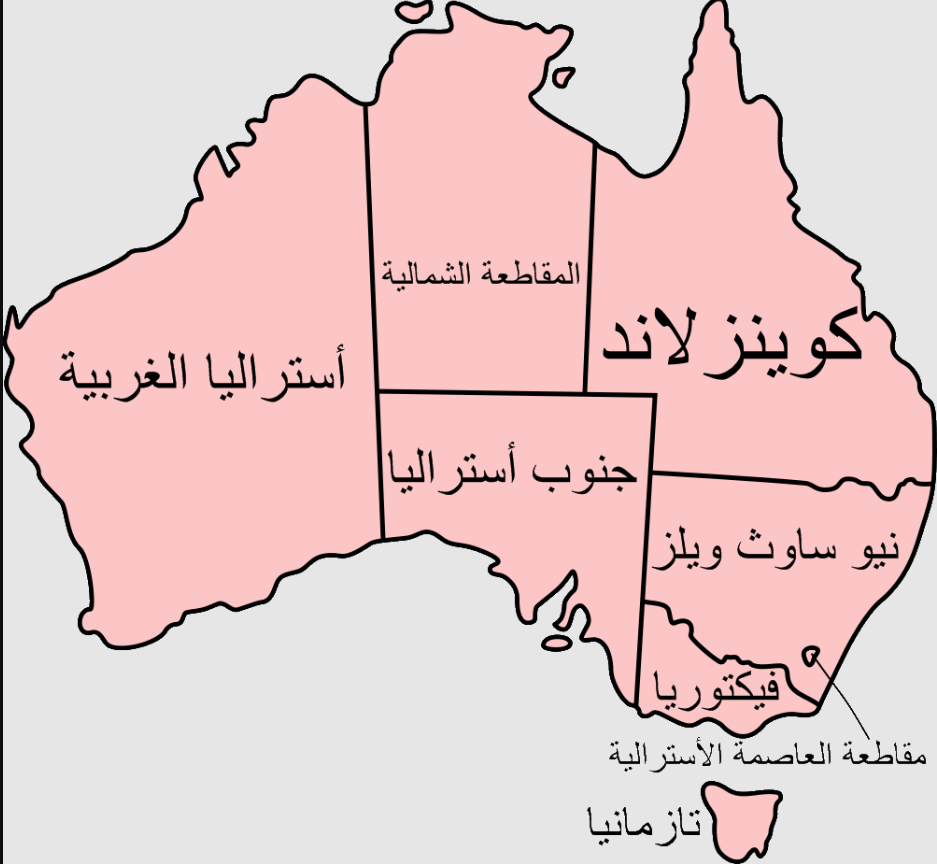 المقاطعة الشمالية
كوينزلاند
أستراليا الغربية
جنوب أستراليا
نيو ساوث ويلز
فيكتوريا
مقاطعة العاصمة الأسترالية
تازمانيا